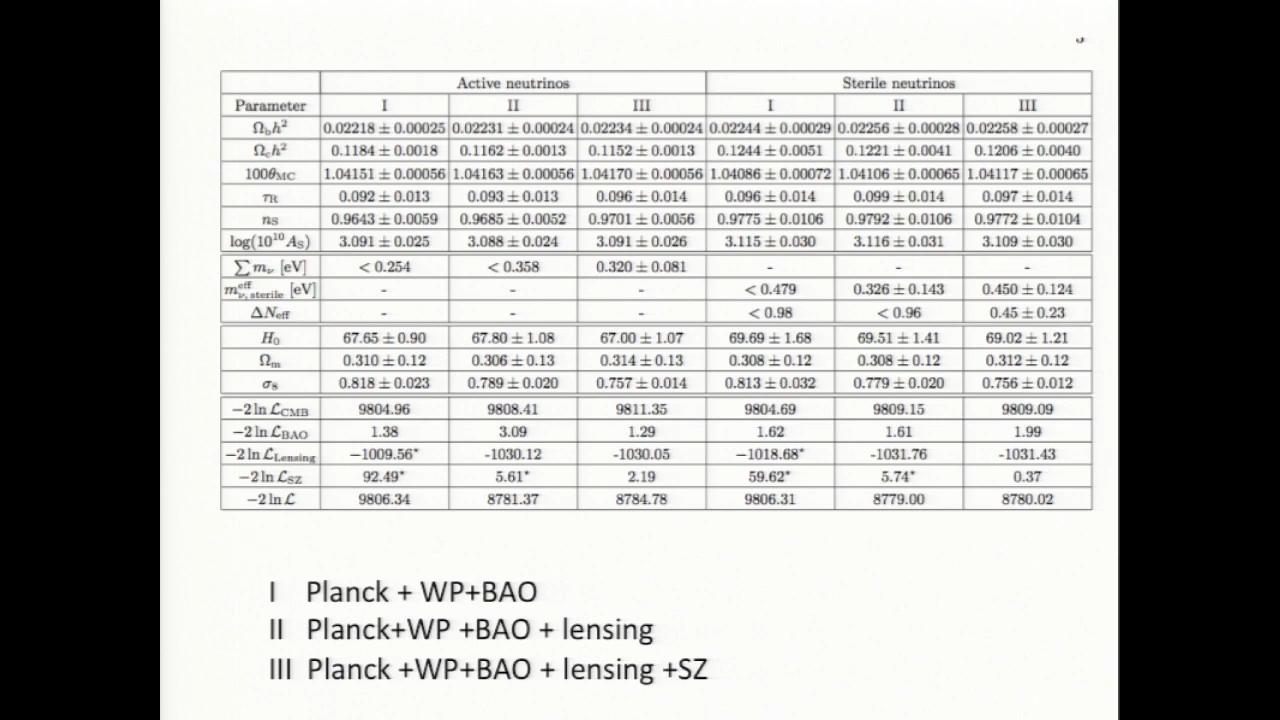 Active neutrinos Sterile neutrinos
Parameter I II III I II III
Ω_b h² 0.02218 ± 0.00025 0.02231 ± 0.00024 0.02234 ± 0.00024 0.02244 ± 0.00029 0.02256 ± 0.00028 0.02258 ± 0.00027
Ω_c h² 0.1184 ± 0.0018 0.1162 ± 0.0013 0.1152 ± 0.0013 0.1244 ± 0.0051 0.1221 ± 0.0041 0.1206 ± 0.0040
100θ_MC 1.04151 ± 0.00056 1.04163 ± 0.00056 1.04170 ± 0.00056 1.04086 ± 0.00072 1.04106 ± 0.00065 1.04117 ± 0.00065
τ_R 0.092 ± 0.013 0.093 ± 0.013 0.096 ± 0.014 0.096 ± 0.014 0.099 ± 0.014 0.097 ± 0.014
n_S 0.9643 ± 0.0059 0.9685 ± 0.0052 0.9701 ± 0.0056 0.9775 ± 0.0106 0.9792 ± 0.0106 0.9772 ± 0.0104
log(10¹⁰ A_S) 3.091 ± 0.025 3.088 ± 0.024 3.091 ± 0.026 3.115 ± 0.030 3.116 ± 0.031 3.109 ± 0.030
∑ m_ν [eV] < 0.254 < 0.358 0.320 ± 0.081 - - -
m^eff_ν, sterile [eV] - - - < 0.479 0.326 ± 0.143 0.450 ± 0.124
ΔN_eff - - - < 0.98 < 0.96 0.45 ± 0.23
H₀ 67.65 ± 0.90 67.80 ± 1.08 67.00 ± 1.07 69.69 ± 1.68 69.51 ± 1.41 69.02 ± 1.21
Ω_m 0.310 ± 0.12 0.306 ± 0.13 0.314 ± 0.13 0.308 ± 0.12 0.308 ± 0.12 0.312 ± 0.12
σ₈ 0.818 ± 0.023 0.789 ± 0.020 0.757 ± 0.014 0.813 ± 0.032 0.779 ± 0.020 0.756 ± 0.012
−2 ln ℒ_CMB 9804.96 9808.41 9811.35 9804.69 9809.15 9809.09
−2 ln ℒ_BAO 1.38 3.09 1.29 1.62 1.61 1.99
−2 ln ℒ_Lensing −1009.56* -1030.12 -1030.05 −1018.68* -1031.76 -1031.43
−2 ln ℒ_SZ 92.49* 5.61* 2.19 59.62* 5.74* 0.37
−2 ln ℒ 9806.34 8781.37 8784.78 9806.31 8779.00 8780.02
I Planck + WP+BAO
II Planck+WP +BAO + lensing
III Planck +WP+BAO + lensing +SZ